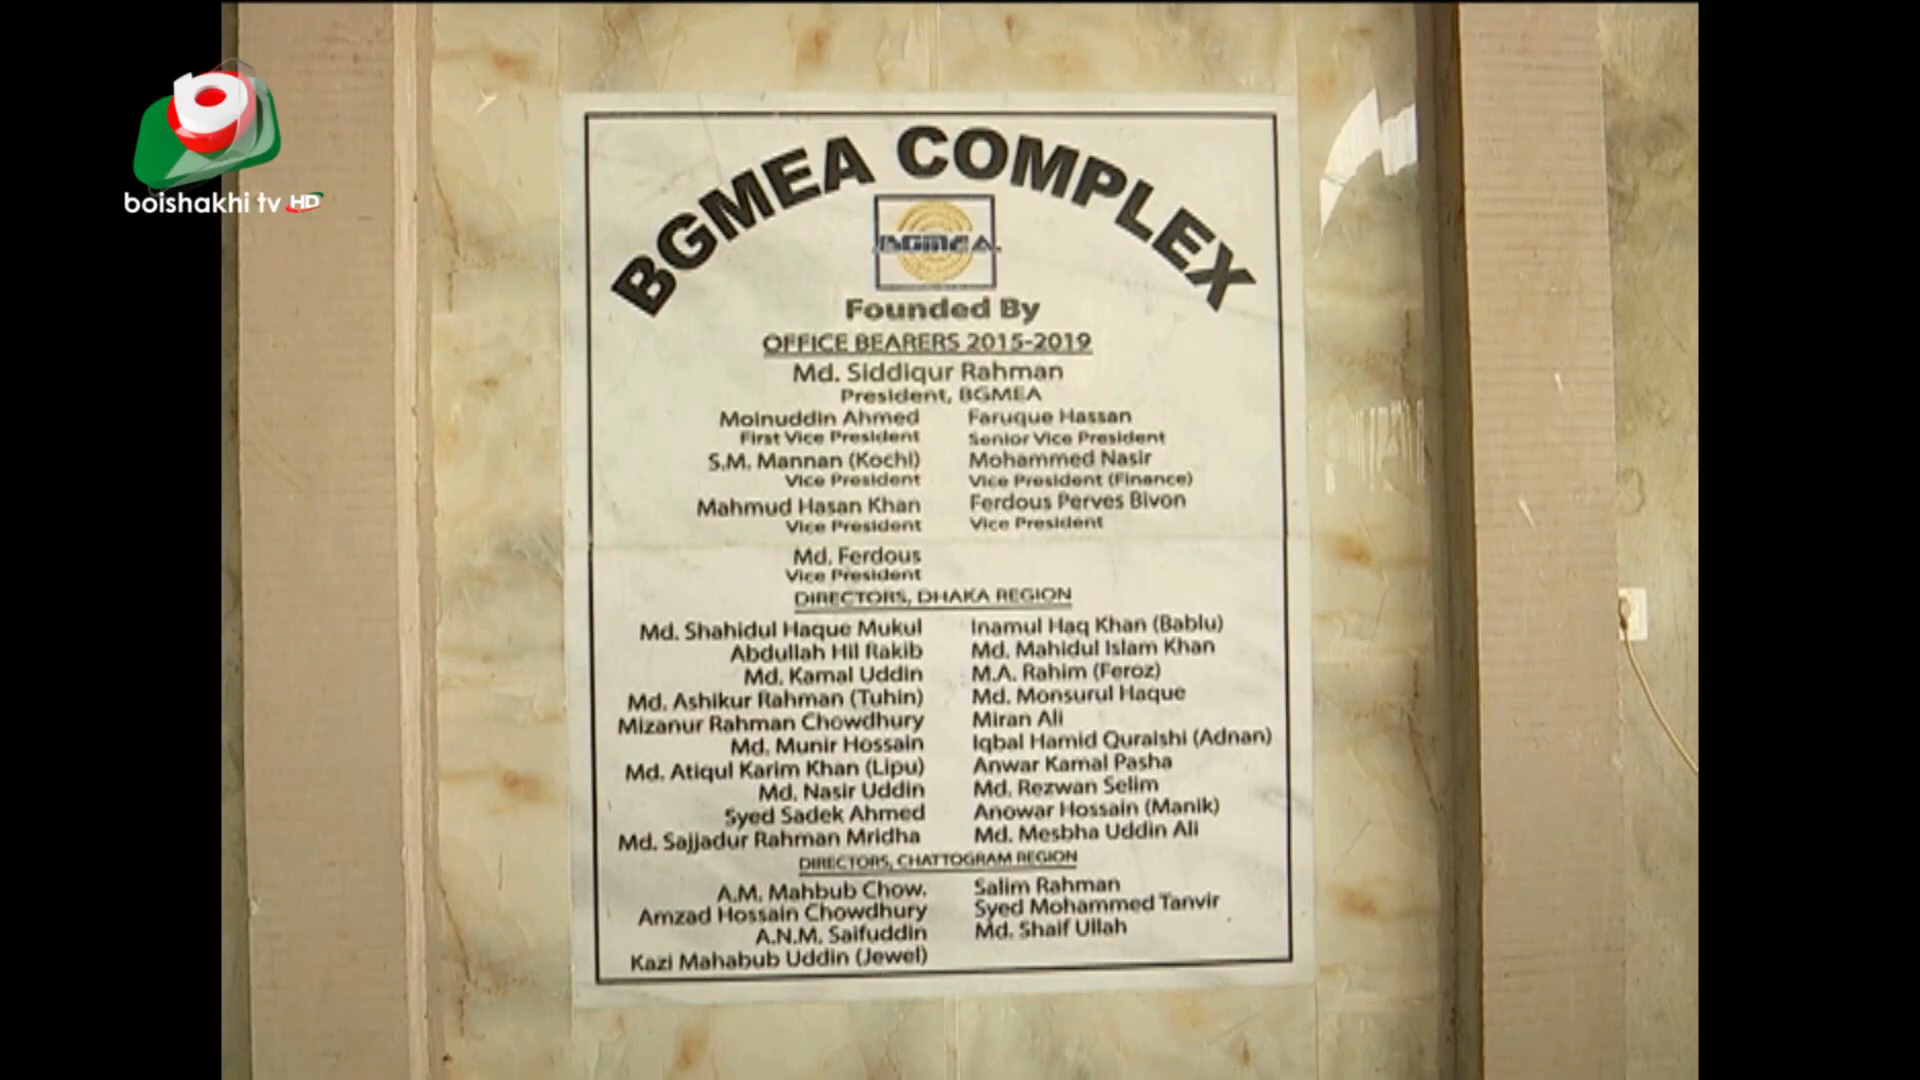 boishakhi tv HD
BGMEA COMPLEX
BGMEA
Founded By
OFFICE BEARERS 2015-2019
Md. Siddiqur Rahman
President, BGMEA
Moinuddin Ahmed Faruque Hassan
First Vice President Senior Vice President
S.M. Mannan (Kochi) Mohammed Nasir
Vice President Vice President (Finance)
Mahmud Hasan Khan Ferdous Perves Bivon
Vice President Vice President
Md. Ferdous
Vice President
DIRECTORS, DHAKA REGION
Md. Shahidul Haque Mukul Inamul Haq Khan (Bablu)
Abdullah Hil Rakib Md. Mahidul Islam Khan
Md. Kamal Uddin M.A. Rahim (Feroz)
Md. Ashikur Rahman (Tuhin) Md. Monsurul Haque
Mizanur Rahman Chowdhury Miran Ali
Md. Munir Hossain Iqbal Hamid Quraishi (Adnan)
Md. Atiqul Karim Khan (Lipu) Anwar Kamal Pasha
Md. Nasir Uddin Md. Rezwan Selim
Syed Sadek Ahmed Anowar Hossain (Manik)
Md. Sajjadur Rahman Mridha Md. Mesbha Uddin Ali
DIRECTORS, CHATTOGRAM REGION
A.M. Mahbub Chow. Salim Rahman
Amzad Hossain Chowdhury Syed Mohammed Tanvir
A.N.M. Saifuddin Md. Shaif Ullah
Kazi Mahabub Uddin (Jewel)